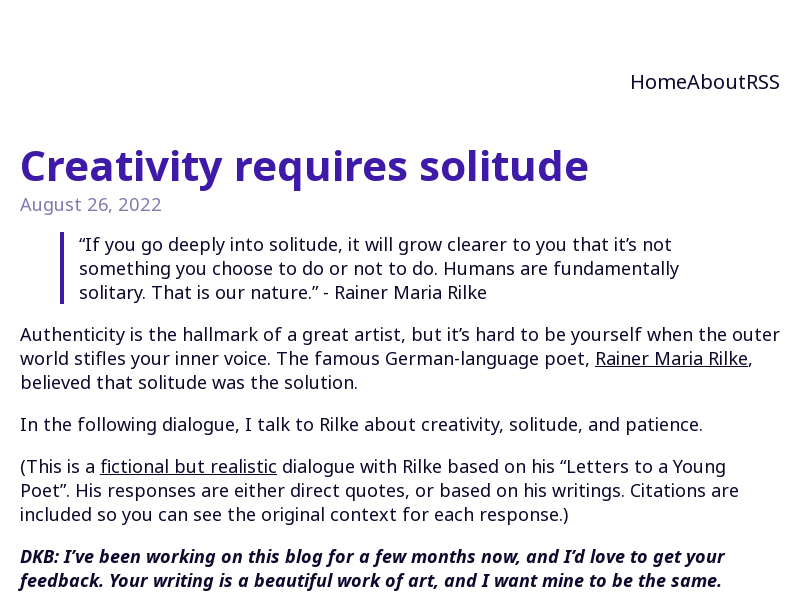 HomeAboutRSS
Creativity requires solitude
August 26, 2022
“If you go deeply into solitude, it will grow clearer to you that it’s not
something you choose to do or not to do. Humans are fundamentally
solitary. That is our nature.” - Rainer Maria Rilke
Authenticity is the hallmark of a great artist, but it’s hard to be yourself when the outer
world stifles your inner voice. The famous German-language poet, Rainer Maria Rilke,
believed that solitude was the solution.
In the following dialogue, I talk to Rilke about creativity, solitude, and patience.
(This is a fictional but realistic dialogue with Rilke based on his “Letters to a Young
Poet”. His responses are either direct quotes, or based on his writings. Citations are
included so you can see the original context for each response.)
DKB: I’ve been working on this blog for a few months now, and I’d love to get your
feedback. Your writing is a beautiful work of art, and I want mine to be the same.